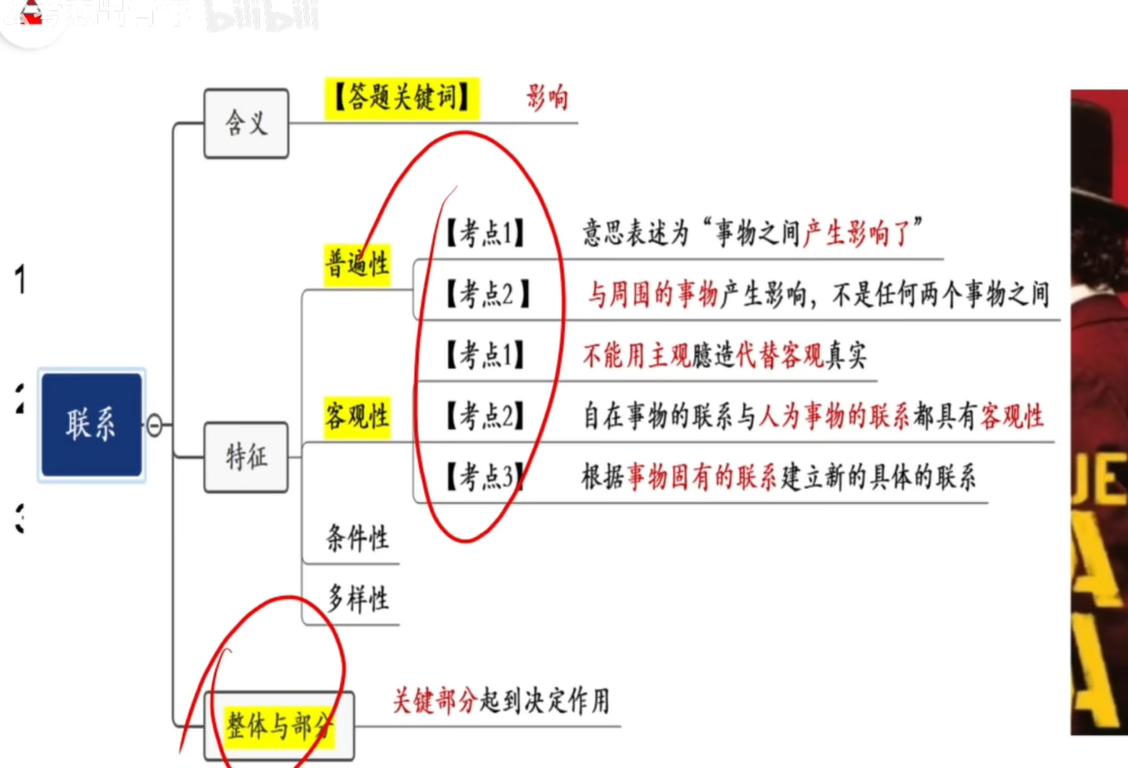 bilibili
含义
【答题关键词】 影响
普遍性
【考点1】 意思表述为“事物之间产生影响了”
【考点2】 与周围的事物产生影响，不是任何两个事物之间
1
联系
2
3
特征
客观性
【考点1】 不能用主观臆造代替客观真实
【考点2】 自在事物的联系与人为事物的联系都具有客观性
【考点3】 根据事物固有的联系建立新的具体的联系
条件性
多样性
整体与部分
关键部分起到决定作用
UE
A
A